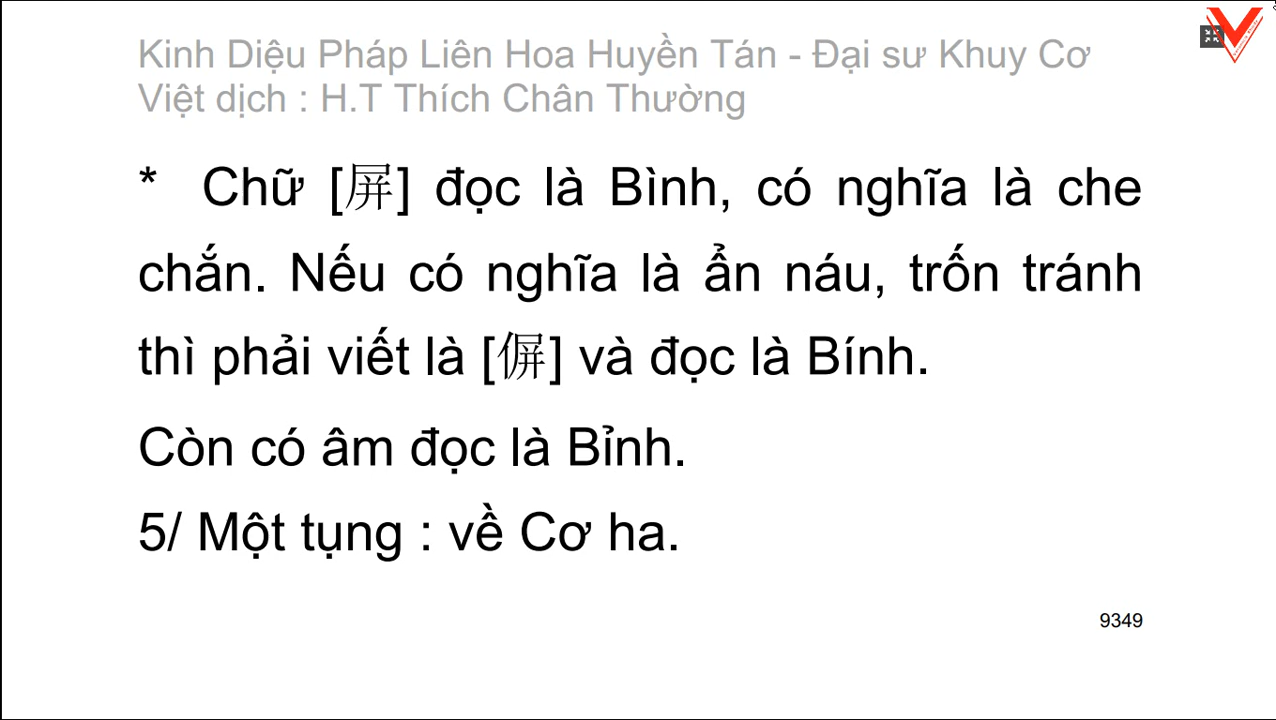 Kinh Diệu Pháp Liên Hoa Huyền Tán - Đại sư Khuy Cơ
Việt dịch : H.T Thích Chân Thường
* Chữ [屏] đọc là Bình, có nghĩa là che
chắn. Nếu có nghĩa là ẩn náu, trốn tránh
thì phải viết là [偋] và đọc là Bính.
Còn có âm đọc là Bỉnh.
5/ Một tụng : về Cơ ha.
9349